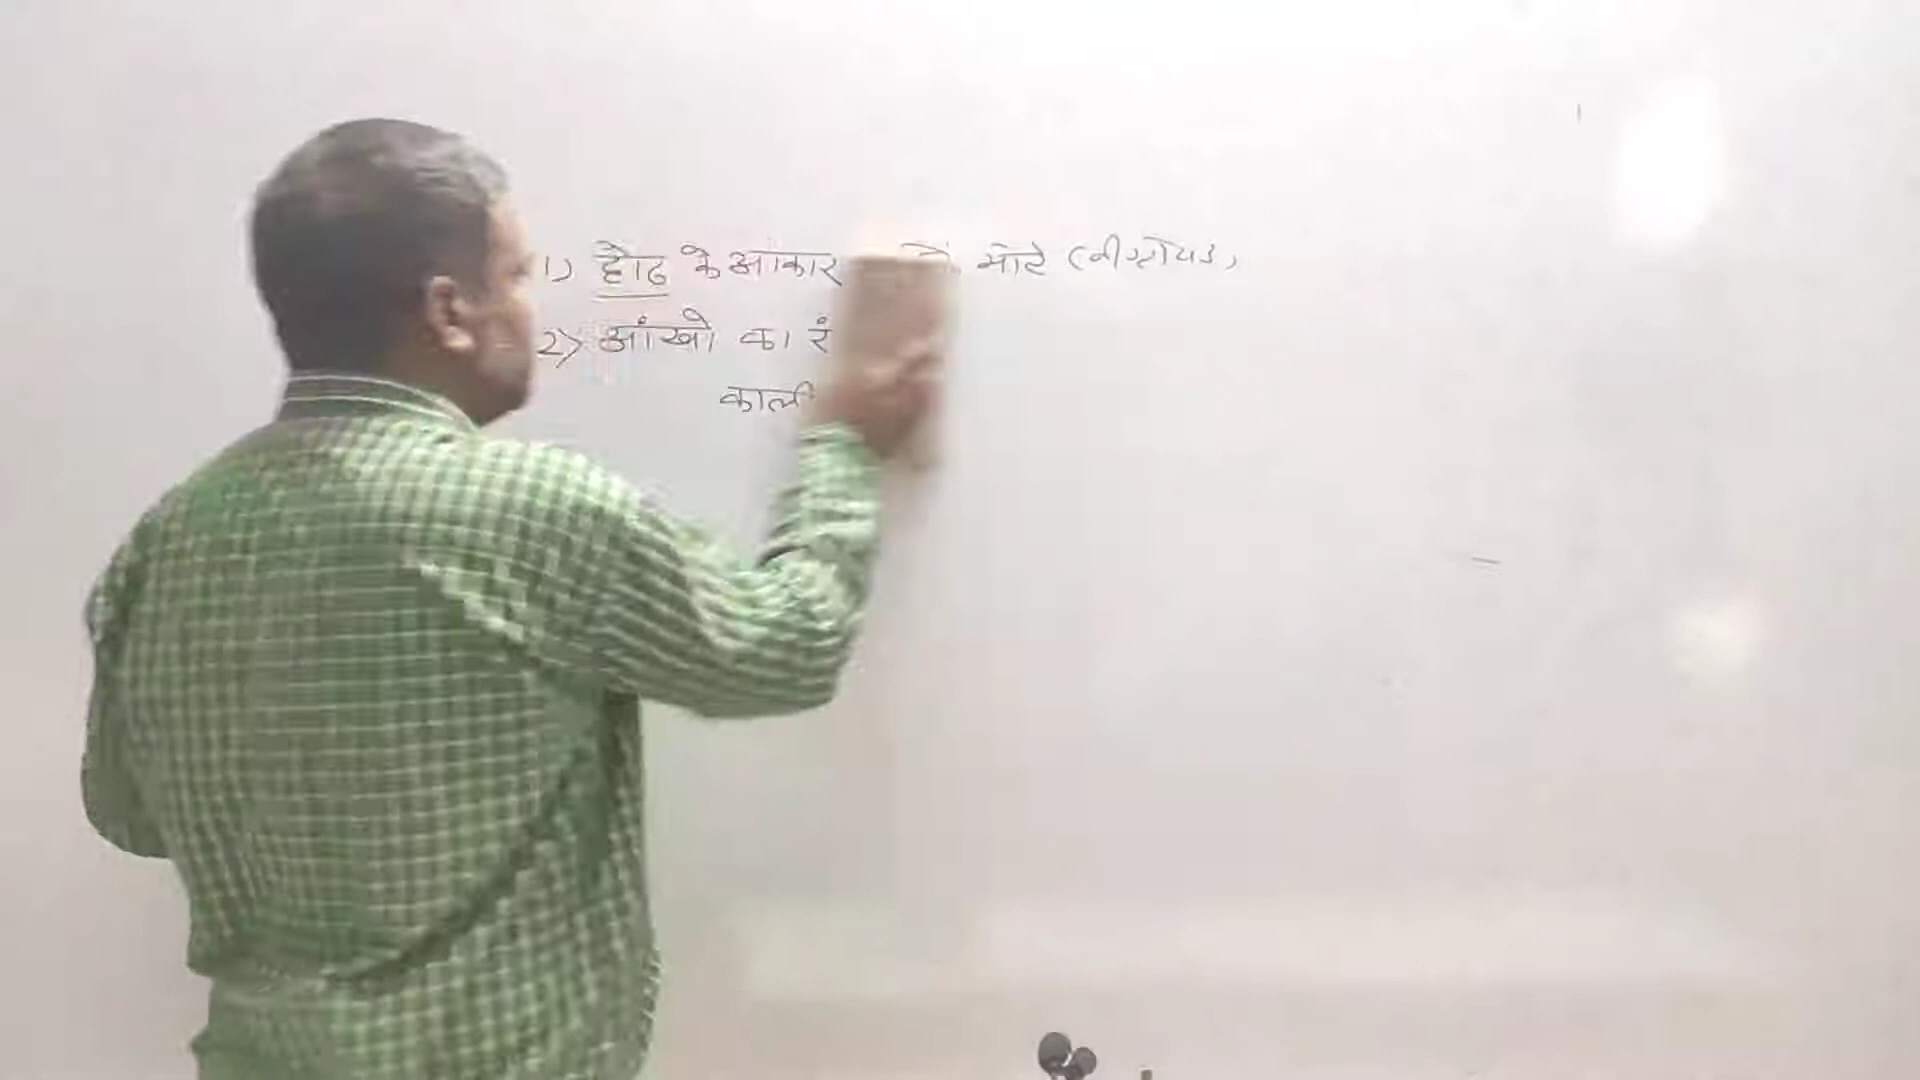 1) होठ के आकार में मोटे (नीग्रोयड)
2) आंखो का रं
काली